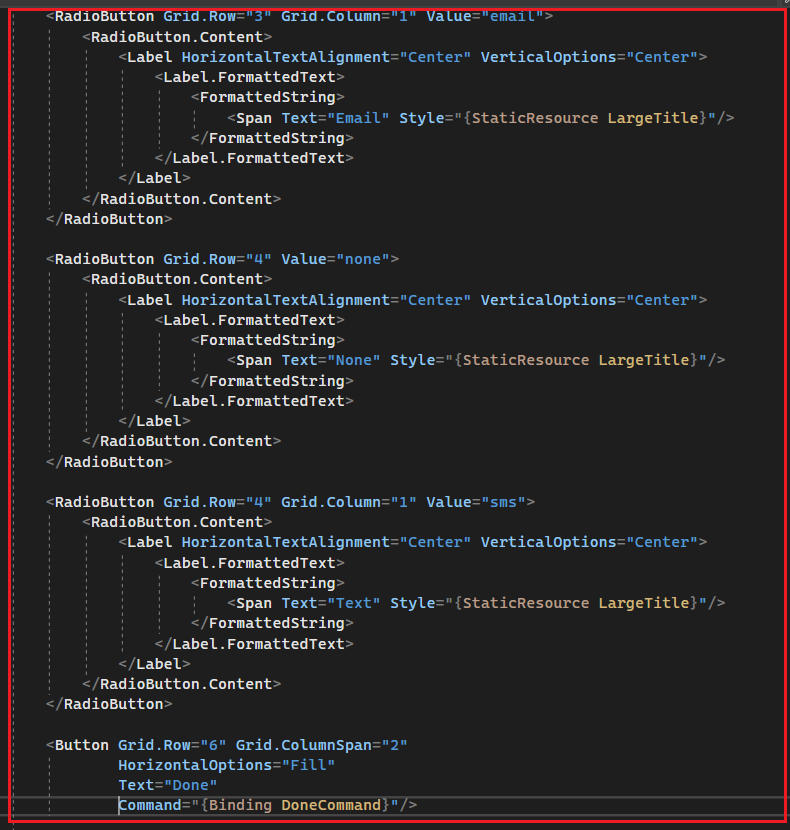 <RadioButton Grid.Row="3" Grid.Column="1" Value="email">
<RadioButton.Content>
<Label HorizontalTextAlignment="Center" VerticalOptions="Center">
<Label.FormattedText>
<FormattedString>
<Span Text="Email" Style="{StaticResource LargeTitle}"/>
</FormattedString>
</Label.FormattedText>
</Label>
</RadioButton.Content>
</RadioButton>
<RadioButton Grid.Row="4" Value="none">
<RadioButton.Content>
<Label HorizontalTextAlignment="Center" VerticalOptions="Center">
<Label.FormattedText>
<FormattedString>
<Span Text="None" Style="{StaticResource LargeTitle}"/>
</FormattedString>
</Label.FormattedText>
</Label>
</RadioButton.Content>
</RadioButton>
<RadioButton Grid.Row="4" Grid.Column="1" Value="sms">
<RadioButton.Content>
<Label HorizontalTextAlignment="Center" VerticalOptions="Center">
<Label.FormattedText>
<FormattedString>
<Span Text="Text" Style="{StaticResource LargeTitle}"/>
</FormattedString>
</Label.FormattedText>
</Label>
</RadioButton.Content>
</RadioButton>
<Button Grid.Row="6" Grid.ColumnSpan="2"
HorizontalOptions="Fill"
Text="Done"
Command="{Binding DoneCommand}"/>